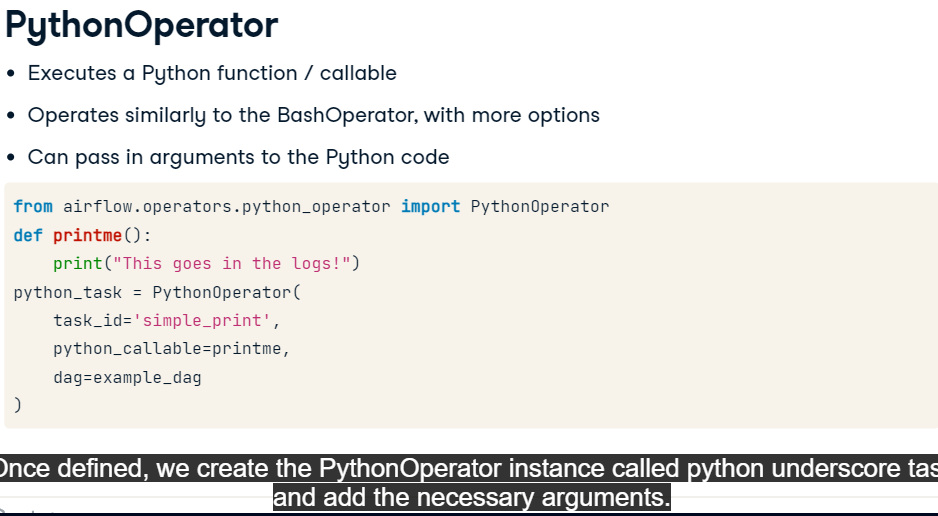 PythonOperator
• Executes a Python function / callable
• Operates similarly to the BashOperator, with more options
• Can pass in arguments to the Python code
from airflow.operators.python_operator import PythonOperator
def printme():
    print("This goes in the logs!")
python_task = PythonOperator(
    task_id='simple_print',
    python_callable=printme,
    dag=example_dag
)
Once defined, we create the PythonOperator instance called python underscore tas
and add the necessary arguments.